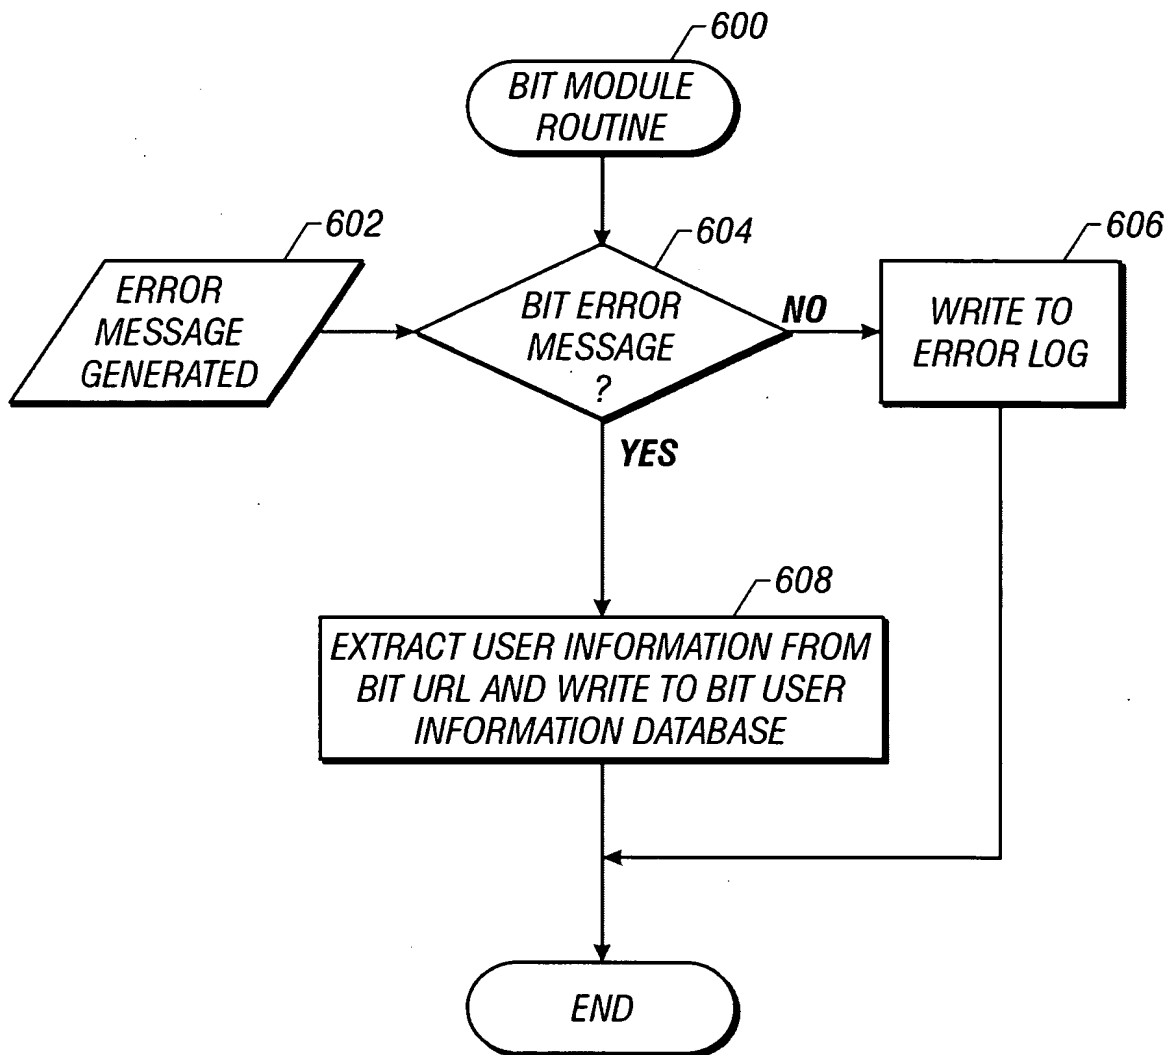 600
BIT MODULE
ROUTINE
602
604
606
ERROR
MESSAGE
GENERATED
BIT ERROR
MESSAGE
?
NO
WRITE TO
ERROR LOG
YES
608
EXTRACT USER INFORMATION FROM
BIT URL AND WRITE TO BIT USER
INFORMATION DATABASE
END